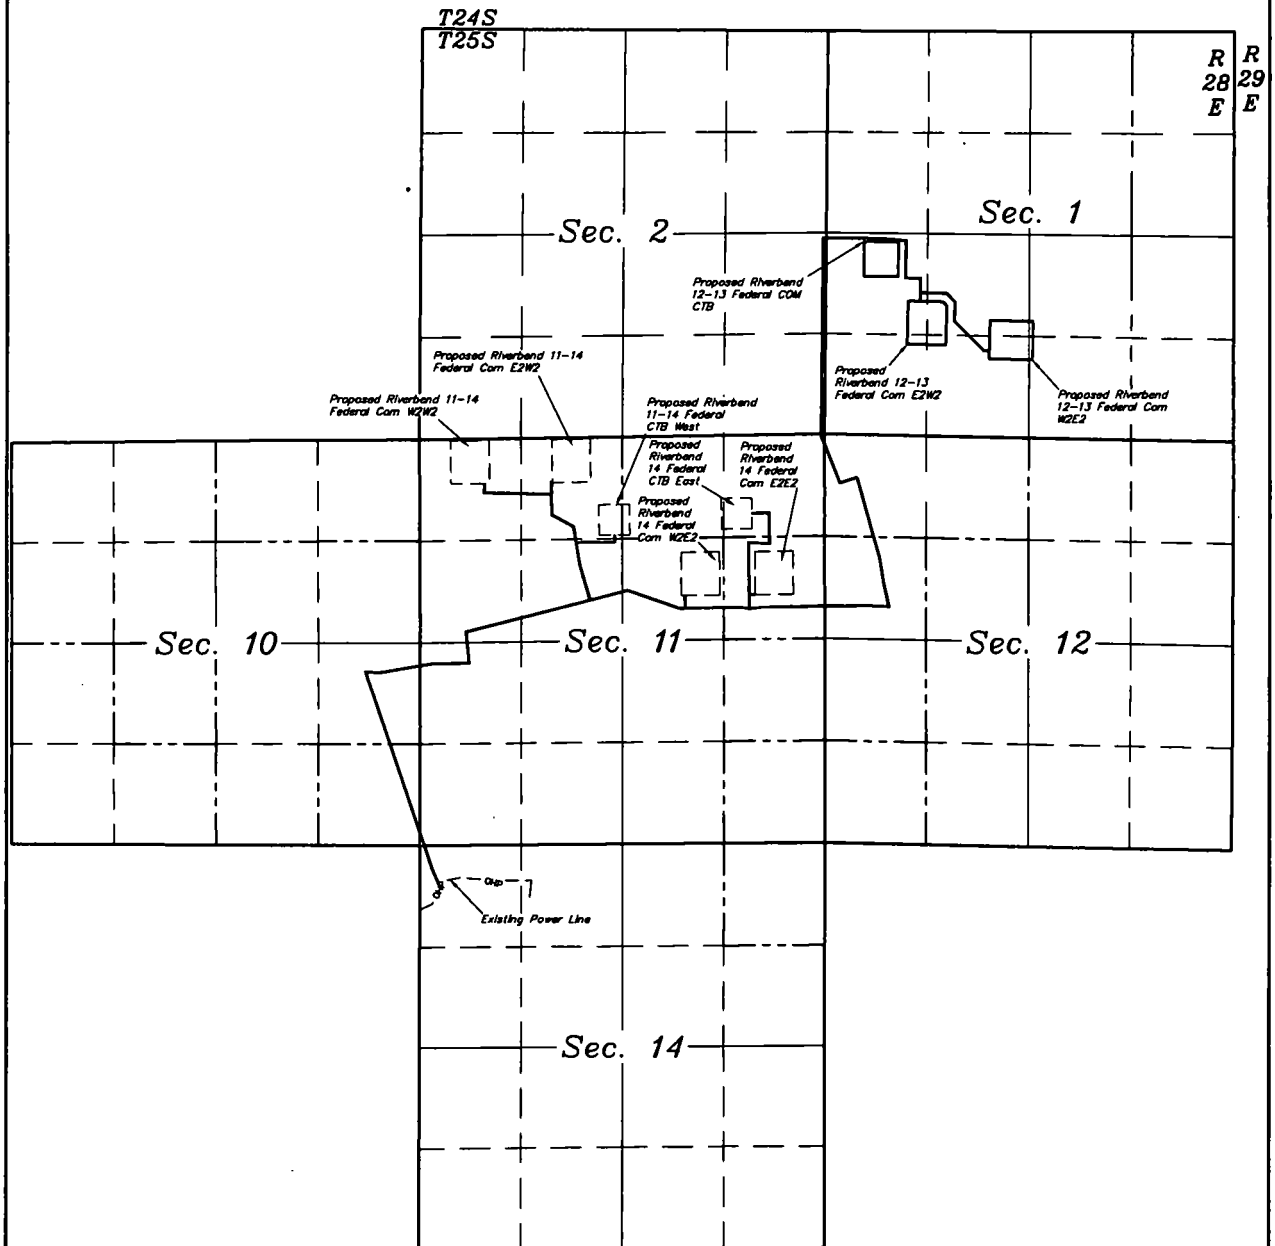 T24S
T25S
R R
28 29
E E
Sec. 2
Sec. 1
Proposed Riverbend
12-13 Federal COM
CTB
Proposed Riverbend 11-14
Federal Com E2W2
Proposed
Riverbend 12-13
Federal Com E2W2
Proposed Riverbend
12-13 Federal Com
W2E2
Proposed Riverbend 11-14
Federal Com W2W2
Proposed Riverbend
11-14 Federal
CTB West
Proposed
Riverbend
14 Federal
CTB East
Proposed
Riverbend
14 Federal
Com E2E2
Proposed
Riverbend
14 Federal
Com W2E2
Sec. 10
Sec. 11
Sec. 12
OHP
OHP
Existing Power Line
Sec. 14